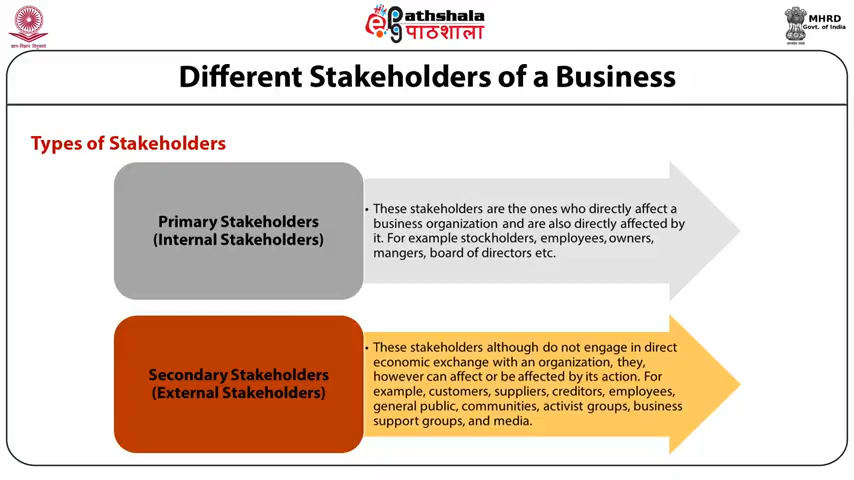 ज्ञान-विज्ञान विमुक्तये
ePathshala
पाठशाला
MHRD
Govt. of India
Different Stakeholders of a Business
Types of Stakeholders
Primary Stakeholders
(Internal Stakeholders)
• These stakeholders are the ones who directly affect a
business organization and are also directly affected by
it. For example stockholders, employees, owners,
mangers, board of directors etc.
Secondary Stakeholders
(External Stakeholders)
• These stakeholders although do not engage in direct
economic exchange with an organization, they,
however can affect or be affected by its action. For
example, customers, suppliers, creditors, employees,
general public, communities, activist groups, business
support groups, and media.